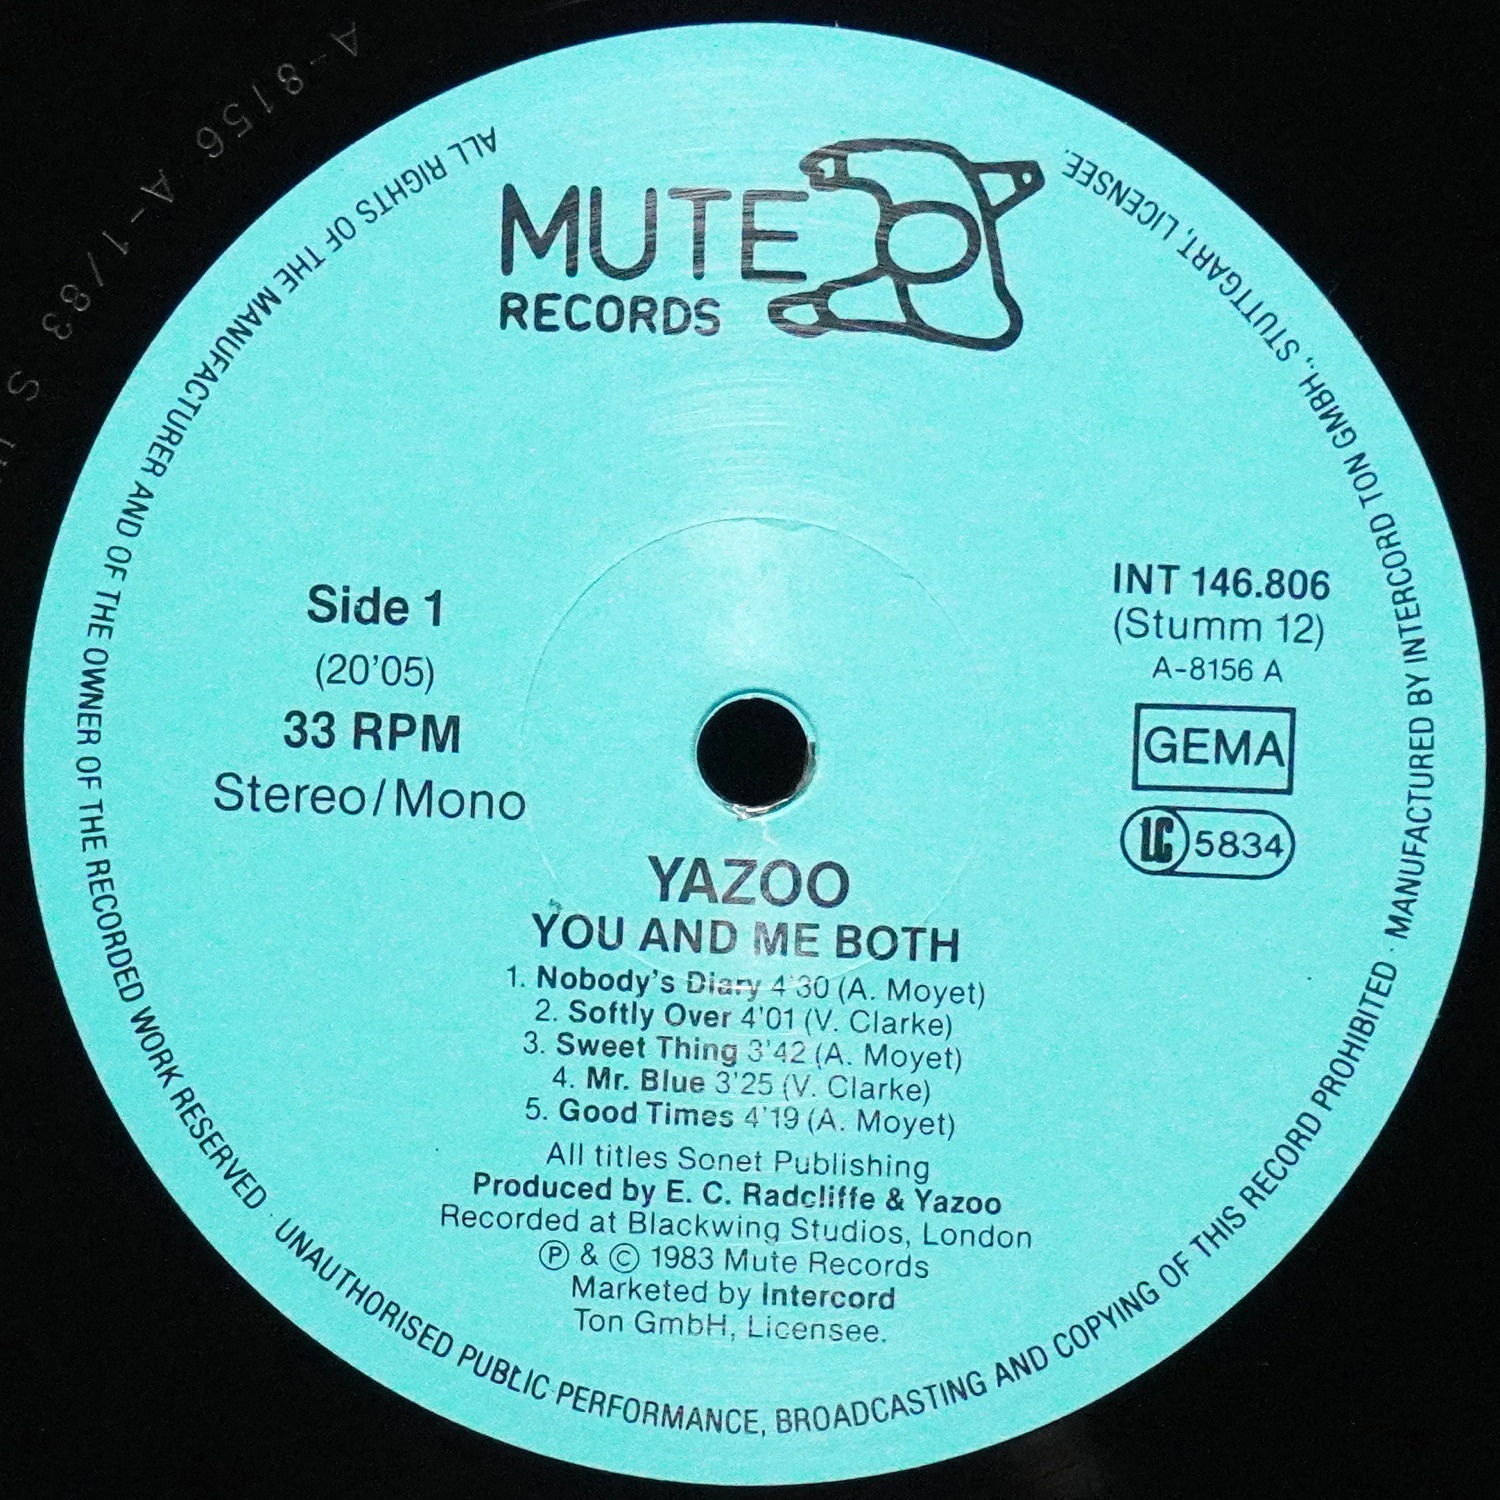 MUTE
RECORDS
Side 1
(20'05)
33 RPM
Stereo/Mono
INT 146.806
(Stumm 12)
A-8156 A
GEMA
LC 5834
YAZOO
YOU AND ME BOTH
1. Nobody's Diary 4'30 (A. Moyet)
2. Softly Over 4'01 (V. Clarke)
3. Sweet Thing 3'42 (A. Moyet)
4. Mr. Blue 3'25 (V. Clarke)
5. Good Times 4'19 (A. Moyet)
All titles Sonet Publishing
Produced by E. C. Radcliffe & Yazoo
Recorded at Blackwing Studios, London
Ⓟ & © 1983 Mute Records
Marketed by Intercord
Ton GmbH, Licensee.
ALL RIGHTS OF THE MANUFACTURER AND OF THE OWNER OF THE RECORDED WORK RESERVED · UNAUTHORISED PUBLIC PERFORMANCE, BROADCASTING AND COPYING OF THIS RECORD PROHIBITED · MANUFACTURED BY INTERCORD TON GMBH., STUTTGART, LICENSEE.
A-8156 A-1/83 S